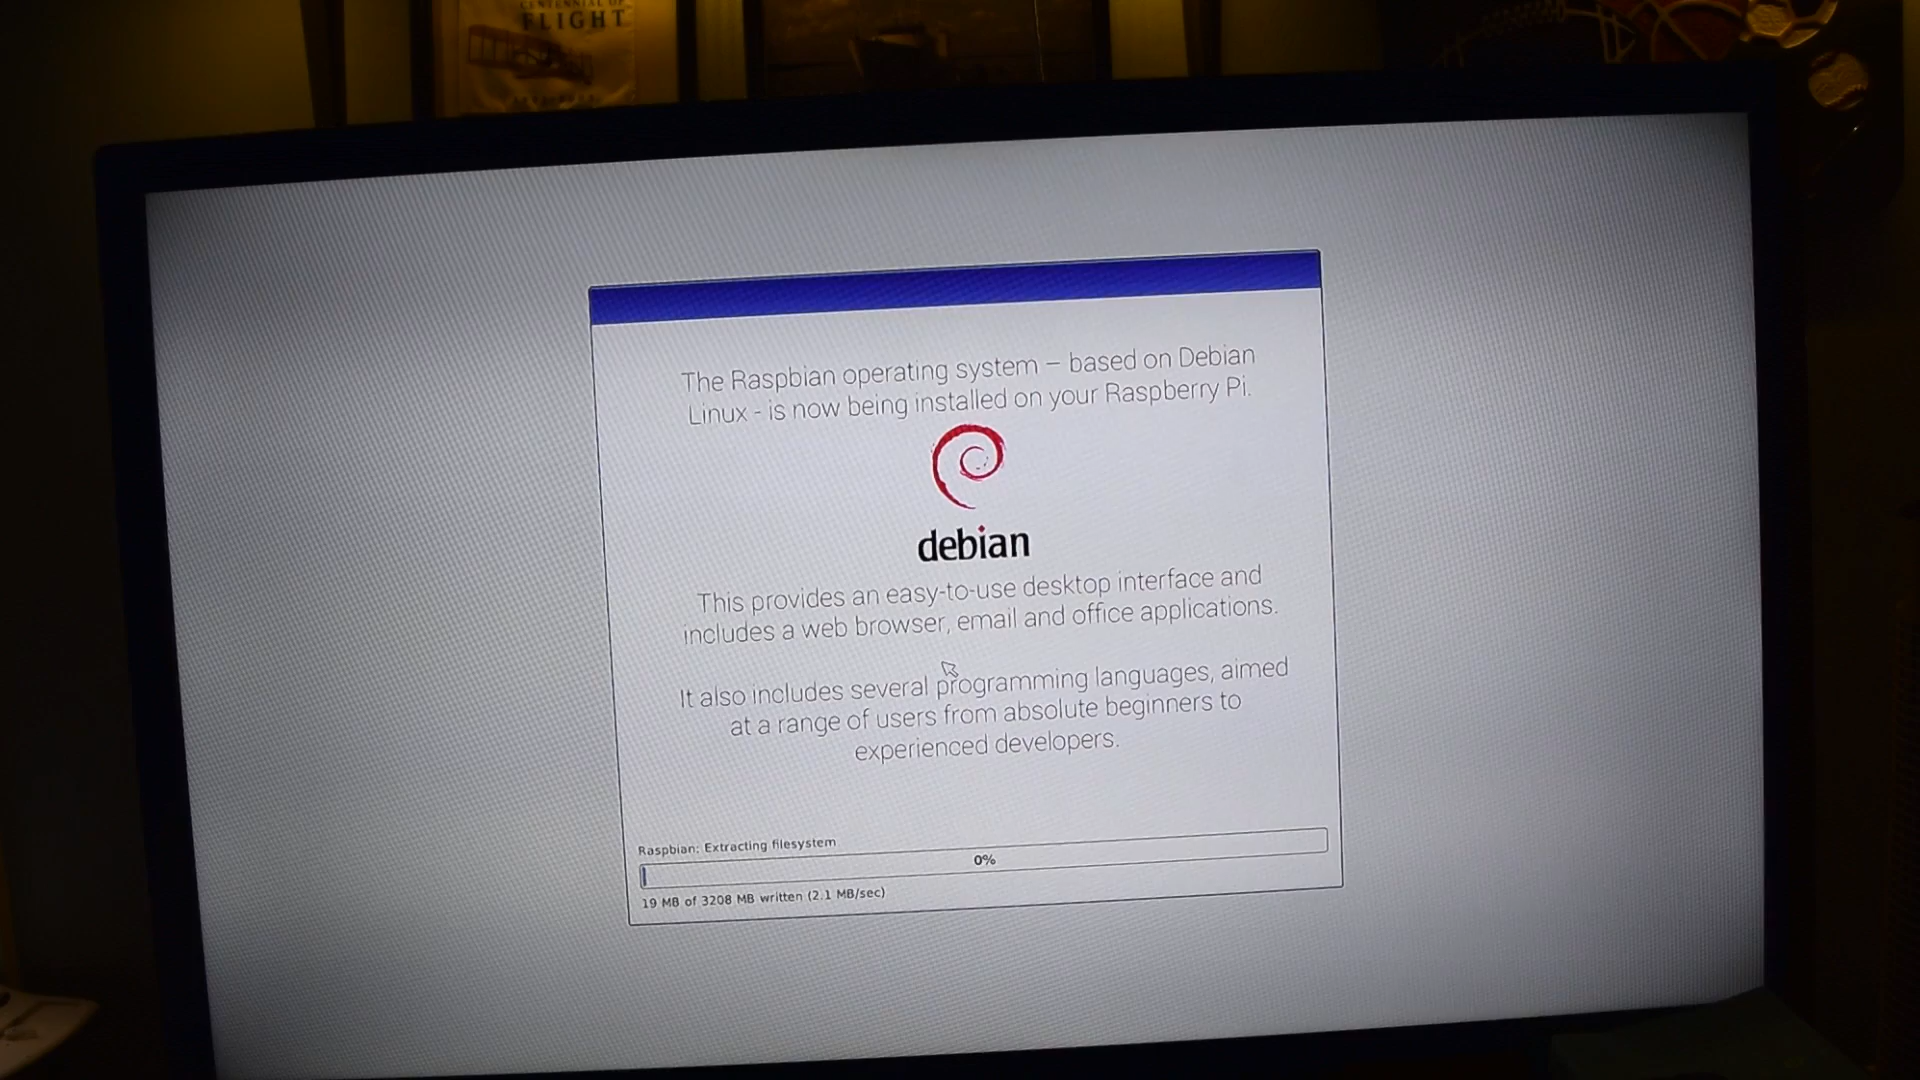 CENTENNIAL OF
FLIGHT
The Raspbian operating system – based on Debian
Linux - is now being installed on your Raspberry Pi.
debian
This provides an easy-to-use desktop interface and
includes a web browser, email and office applications.
It also includes several programming languages, aimed
at a range of users from absolute beginners to
experienced developers.
Raspbian: Extracting filesystem
0%
19 MB of 3208 MB written (2.1 MB/sec)